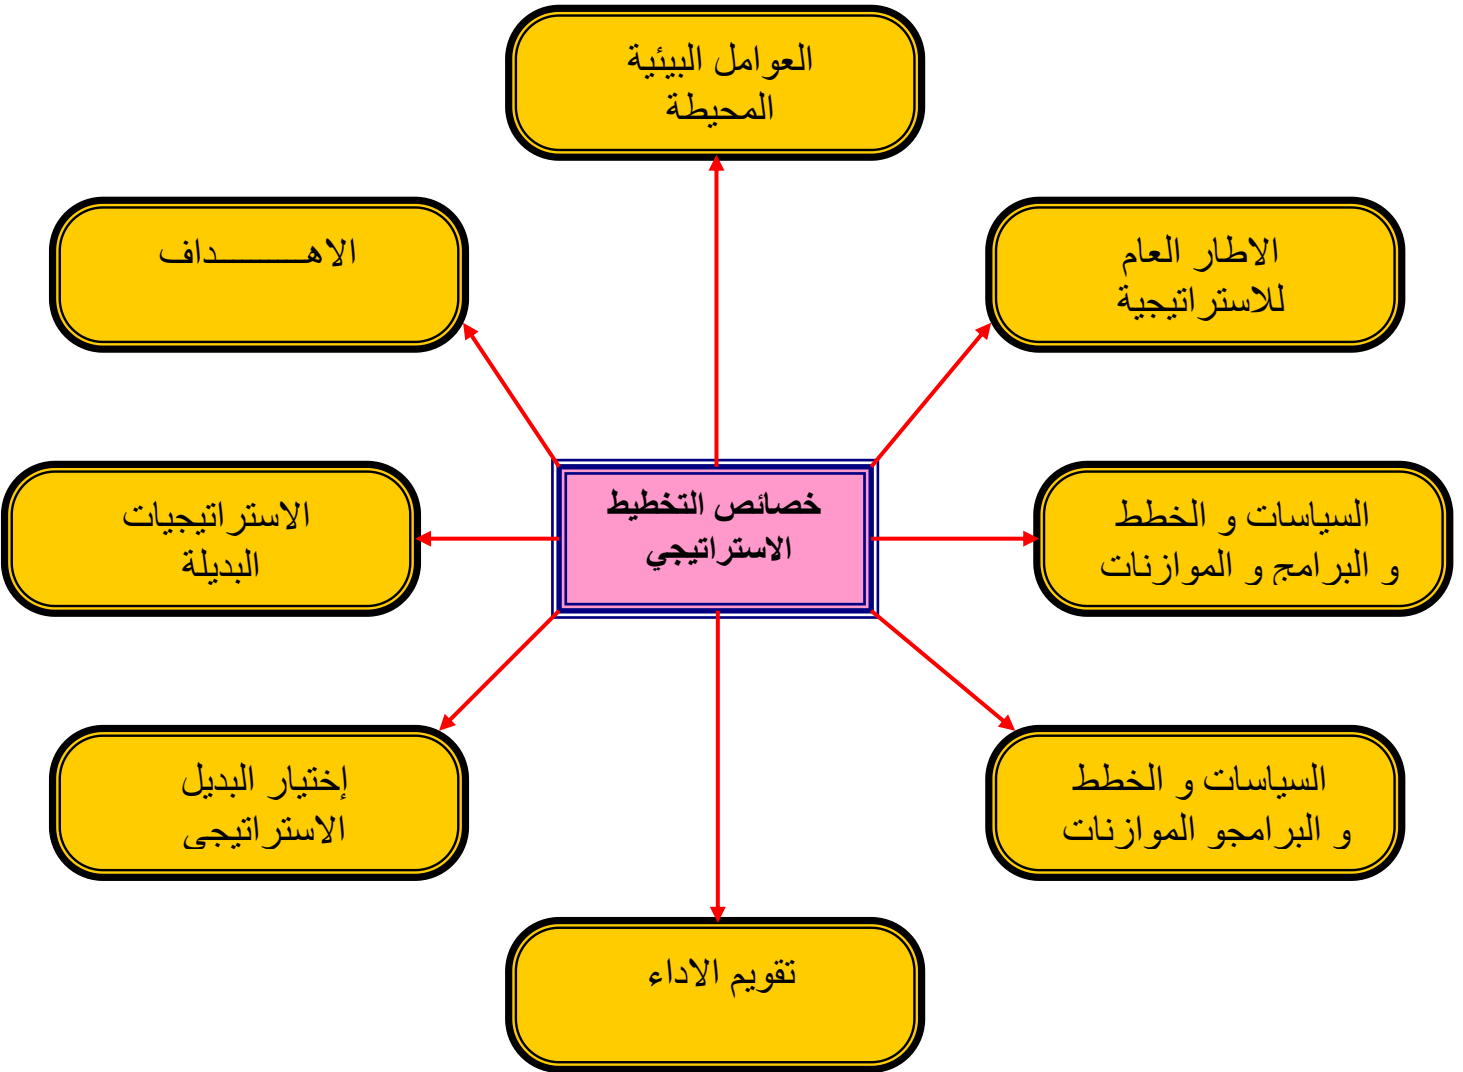 العوامل البيئية
المحيطة
الاطار العام
للاستراتيجية
الاهـــــــــداف
خصائص التخطيط
الاستراتيجي
السياسات و الخطط
و البرامج و الموازنات
الاستراتيجيات
البديلة
السياسات و الخطط
و البرامجو الموازنات
إختيار البديل
الاستراتيجي
تقويم الاداء